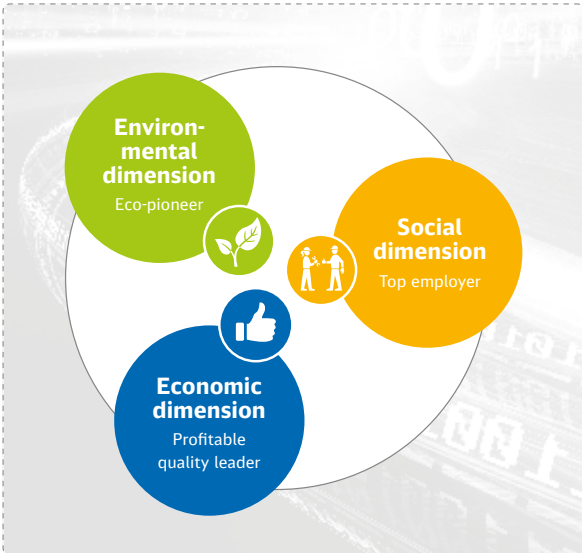 Environ-
mental
dimension
Eco-pioneer
Social
dimension
Top employer
Economic
dimension
Profitable
quality leader